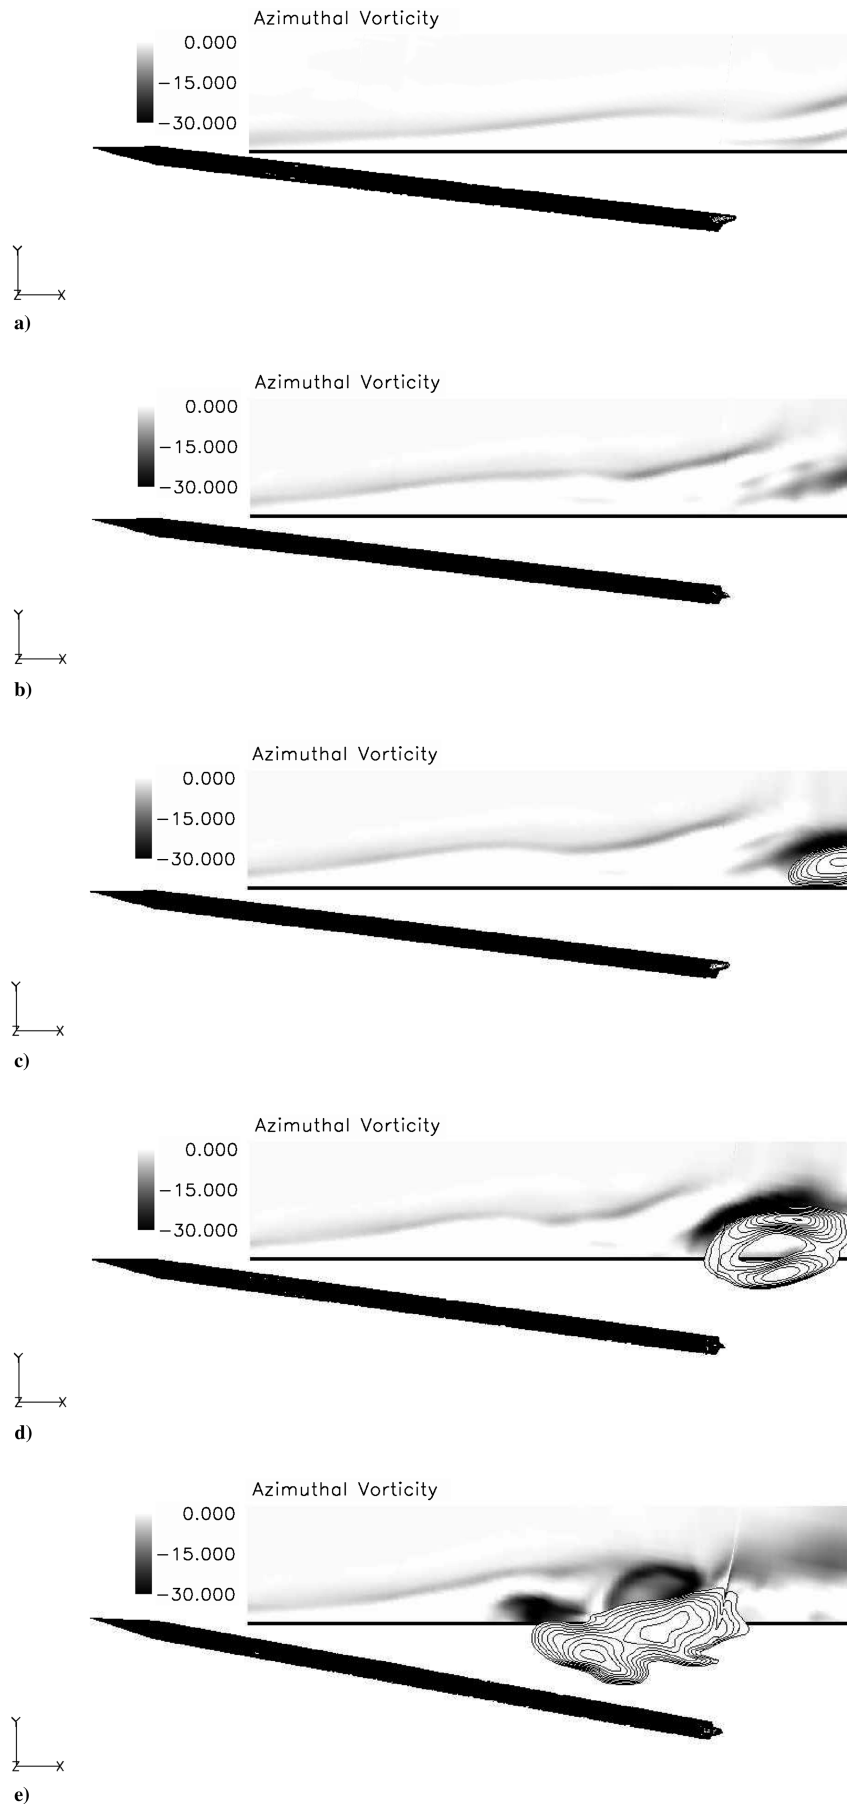 Azimuthal Vorticity
0.000
−15.000
−30.000
Y
Z X
a)
Azimuthal Vorticity
0.000
−15.000
−30.000
Y
Z X
b)
Azimuthal Vorticity
0.000
−15.000
−30.000
Y
Z X
c)
Azimuthal Vorticity
0.000
−15.000
−30.000
Y
Z X
d)
Azimuthal Vorticity
0.000
−15.000
−30.000
Y
Z X
e)